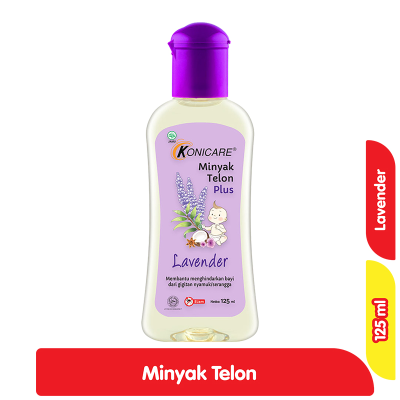 KONICARE®
Minyak
Telon
Plus
Lavender
Membantu menghindarkan bayi
dari gigitan nyamuk/serangga
Netto: 125 ml
Lavender
125 ml
Minyak Telon